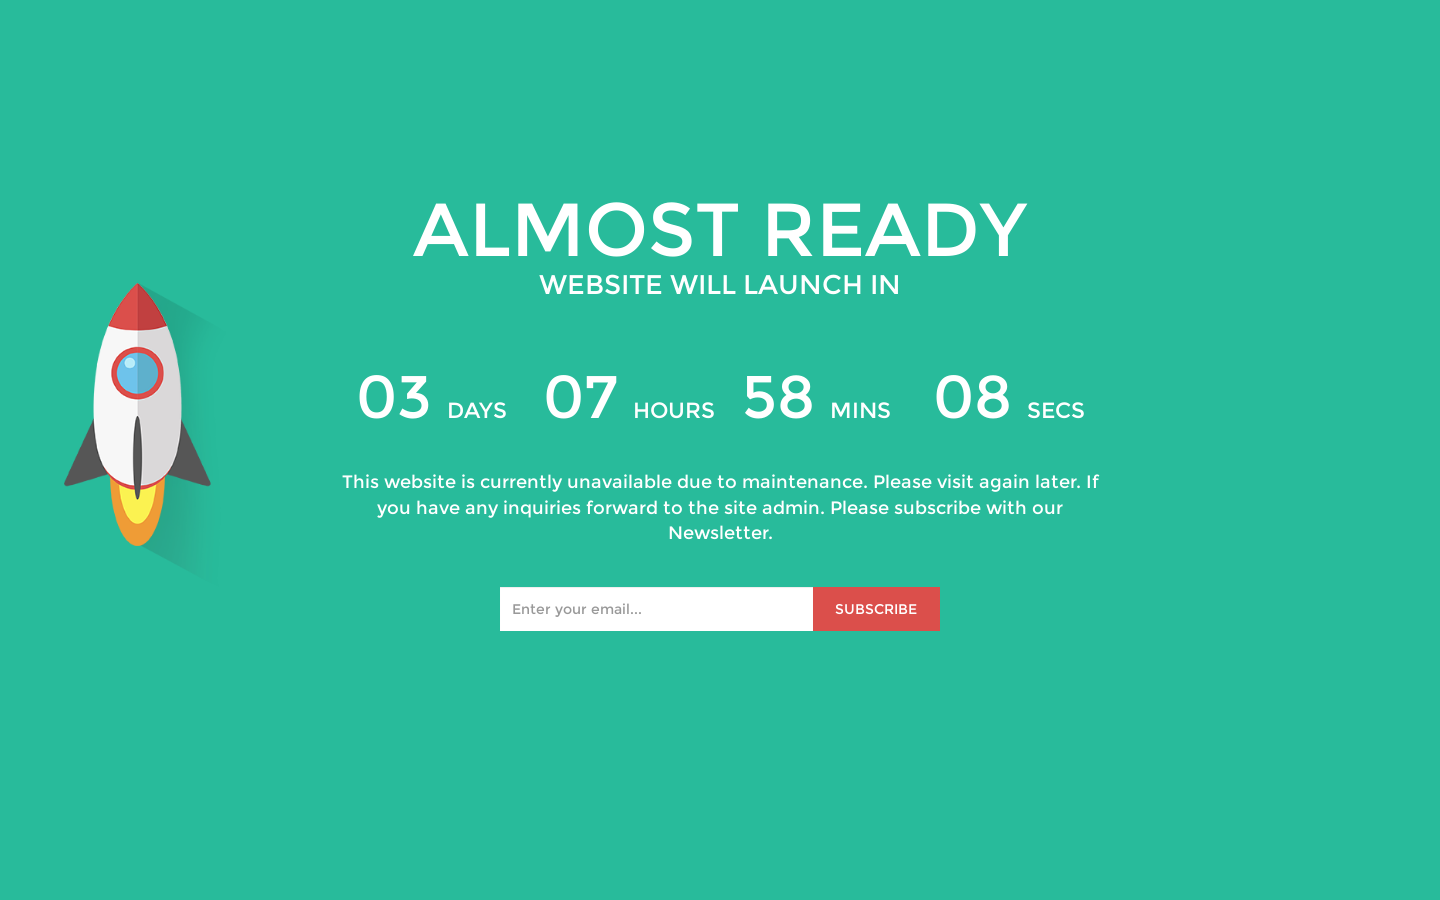 ALMOST READY
WEBSITE WILL LAUNCH IN
03 DAYS 07 HOURS 58 MINS 08 SECS
This website is currently unavailable due to maintenance. Please visit again later. If
you have any inquiries forward to the site admin. Please subscribe with our
Newsletter.
Enter your email... SUBSCRIBE